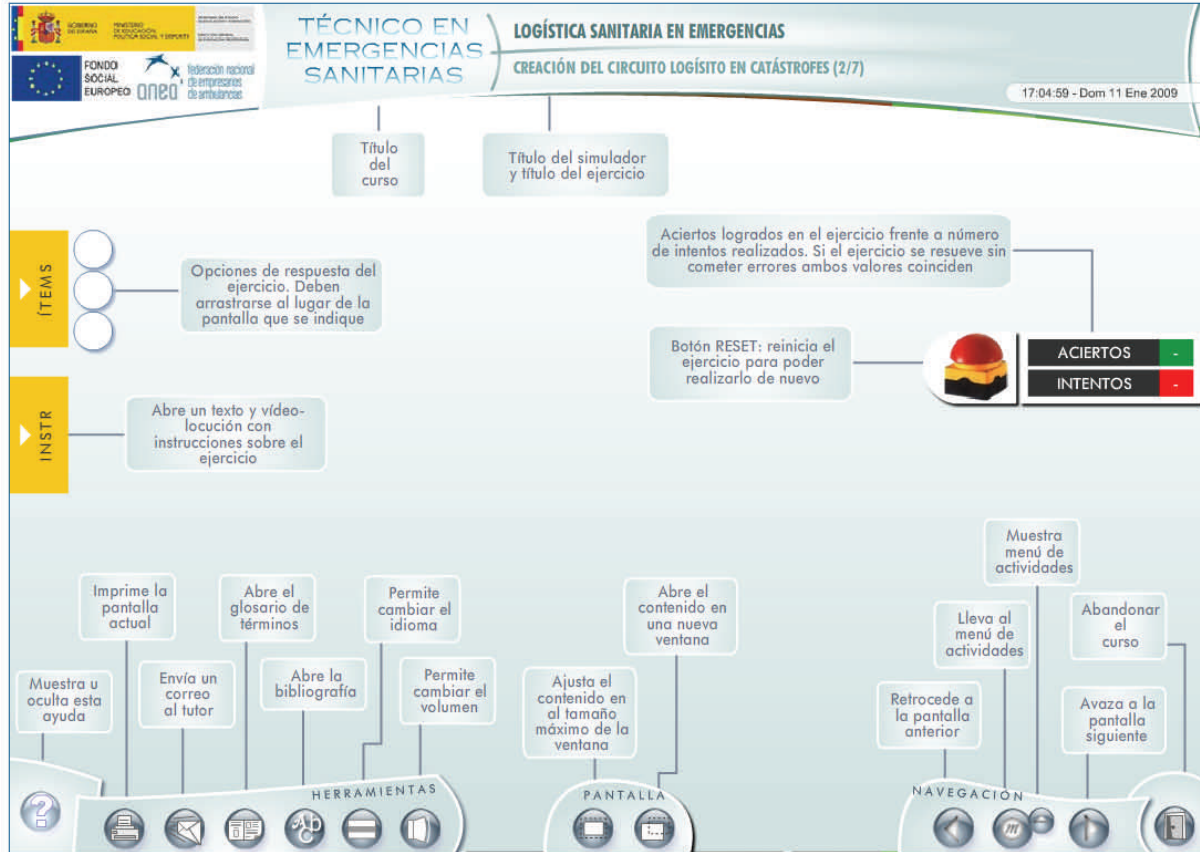 GOBIERNO
DE ESPAÑA
MINISTERIO
DE EDUCACIÓN,
POLÍTICA SOCIAL Y DEPORTE
FONDO
SOCIAL
EUROPEO
anea
federación nacional
de empresarios
de ambulancias
TÉCNICO EN
EMERGENCIAS
SANITARIAS
LOGÍSTICA SANITARIA EN EMERGENCIAS
CREACIÓN DEL CIRCUITO LOGÍSITO EN CATÁSTROFES (2/7)
17:04:59 - Dom 11 Ene 2009
Título
del
curso
Título del simulador
y título del ejercicio
ÍTEMS
Opciones de respuesta del
ejercicio. Deben
arrastrarse al lugar de la
pantalla que se indique
Aciertos logrados en el ejercicio frente a número
de intentos realizados. Si el ejercicio se resueve sin
cometer errores ambos valores coinciden
Botón RESET: reinicia el
ejercicio para poder
realizarlo de nuevo
ACIERTOS -
INTENTOS -
INSTR
Abre un texto y vídeo-
locución con
instrucciones sobre el
ejercicio
Muestra u
oculta esta
ayuda
Imprime la
pantalla
actual
Envía un
correo
al tutor
Abre el
glosario de
términos
Abre la
bibliografía
Permite
cambiar el
idioma
Permite
cambiar el
volumen
Ajusta el
contenido en
al tamaño
máximo de la
ventana
Abre el
contenido en
una nueva
ventana
Retrocede a
la pantalla
anterior
Lleva al
menú de
actividades
Muestra
menú de
actividades
Avaza a la
pantalla
siguiente
Abandonar
el
curso
HERRAMIENTAS
PANTALLA
NAVEGACIÓN
?
Abc
m